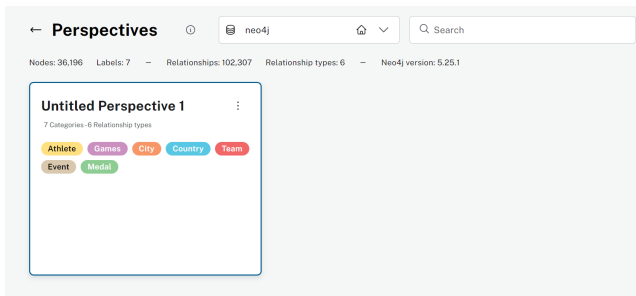 ← Perspectives
neo4j
Search
Nodes: 36,196 Labels: 7 – Relationships: 102,307 Relationship types: 6 – Neo4j version: 5.25.1
Untitled Perspective 1
7 Categories-6 Relationship types
Athlete Games City Country Team
Event Medal